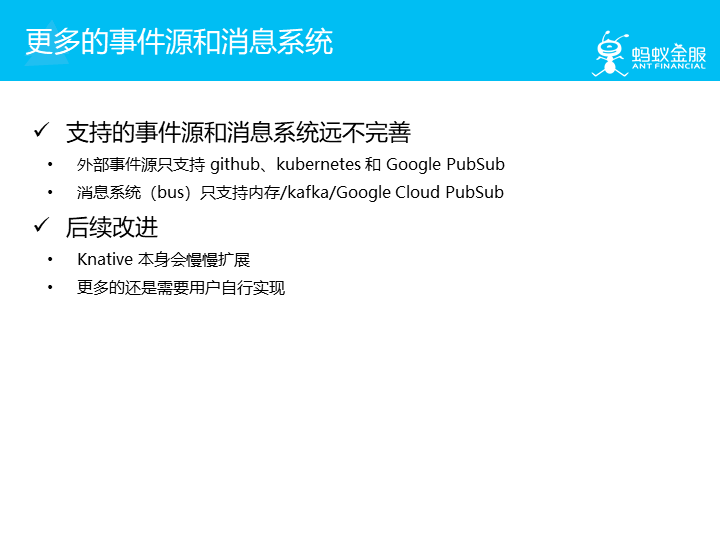 更多的事件源和消息系统
蚂蚁金服
ANT FINANCIAL
✓ 支持的事件源和消息系统远不完善
• 外部事件源只支持 github、kubernetes 和 Google PubSub
• 消息系统（bus）只支持内存/kafka/Google Cloud PubSub
✓ 后续改进
• Knative 本身会慢慢扩展
• 更多的还是需要用户自行实现